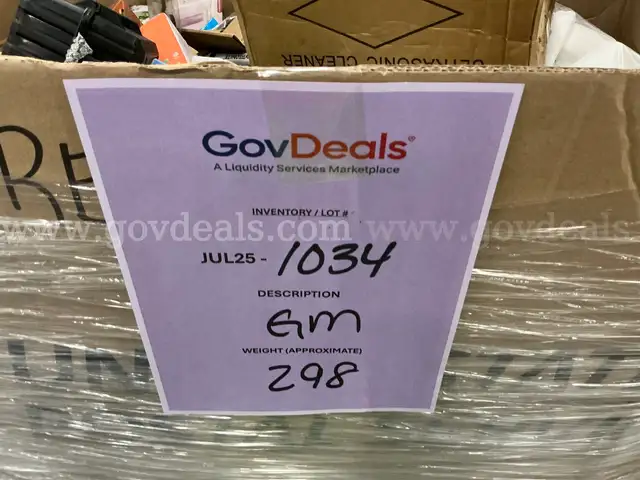 ULTRASONIC CLEANER
RE
GovDeals
A Liquidity Services Marketplace
INVENTORY / LOT #
www.govdeals.com
www.govdeals
JUL25 - 1034
DESCRIPTION
GM
WEIGHT (APPROXIMATE)
298